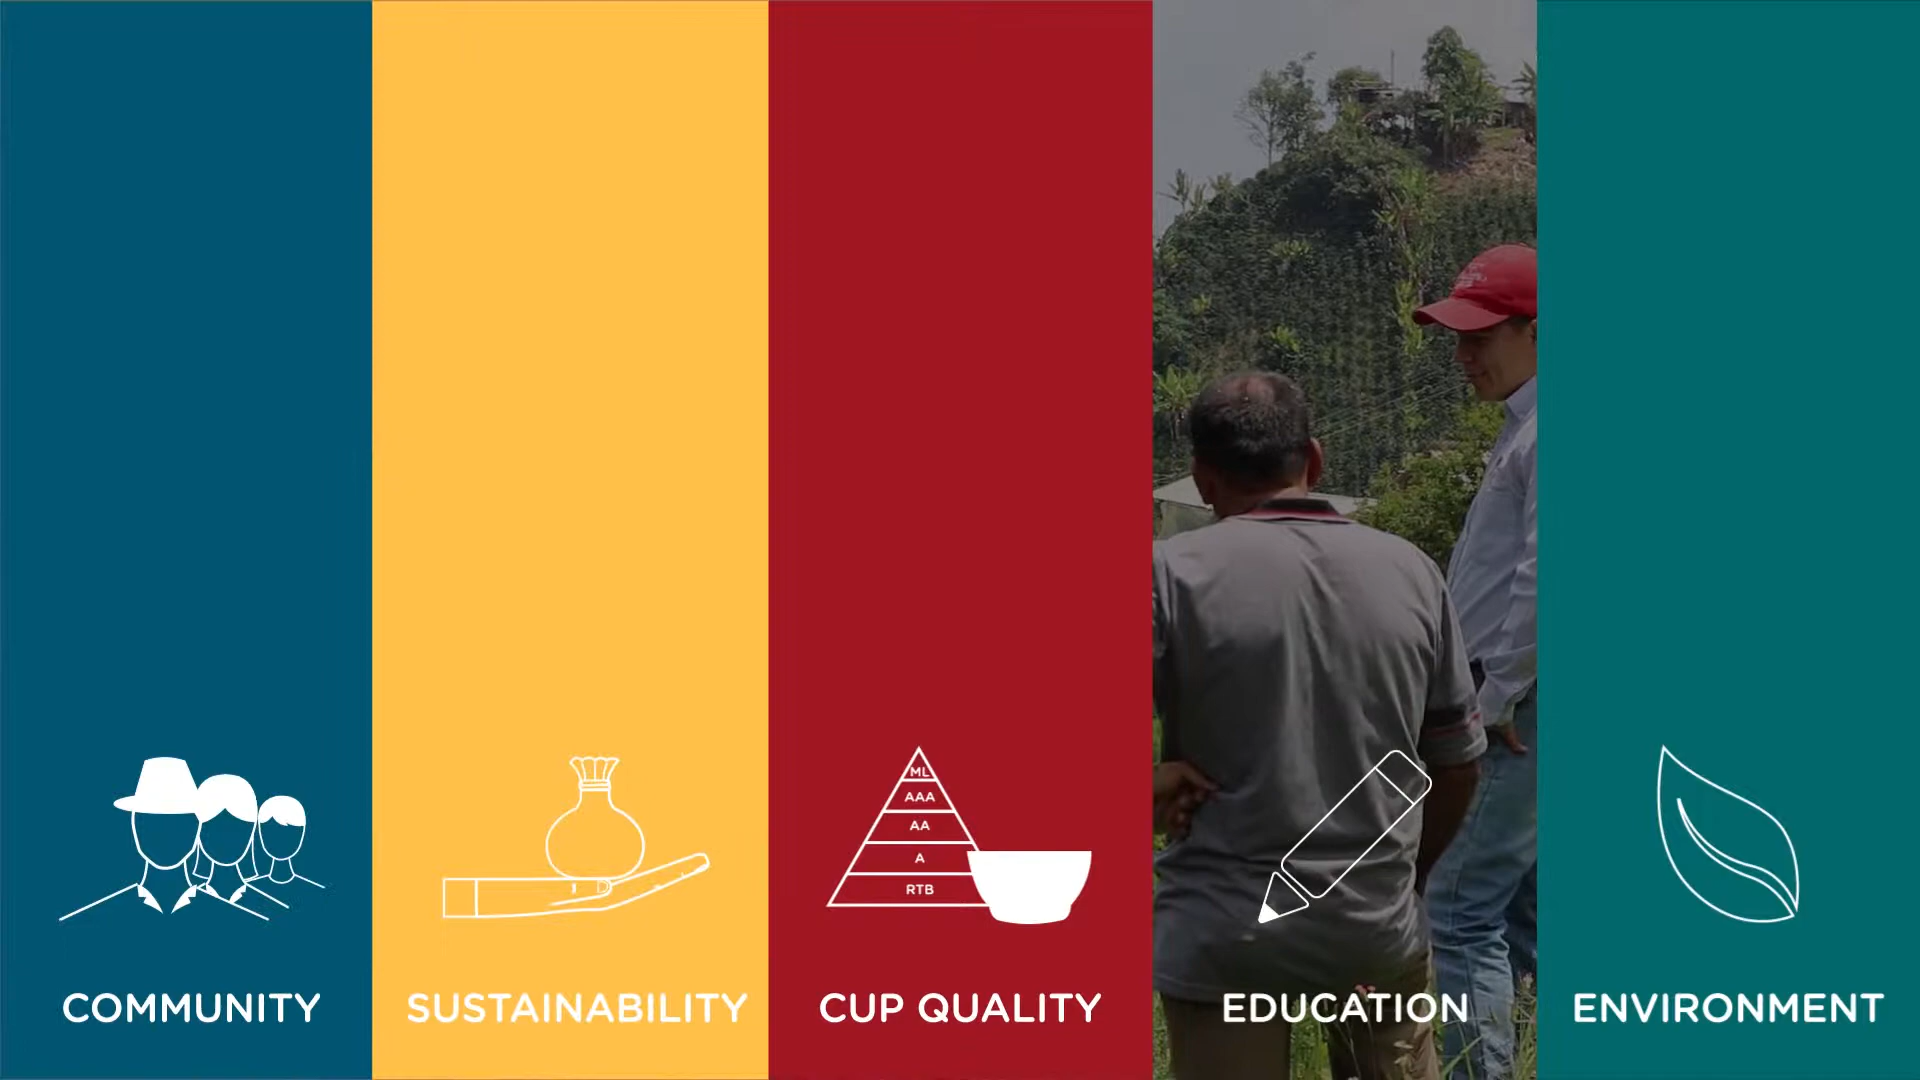 ML
AAA
AA
A
RTB
COMMUNITY
SUSTAINABILITY
CUP QUALITY
EDUCATION
ENVIRONMENT